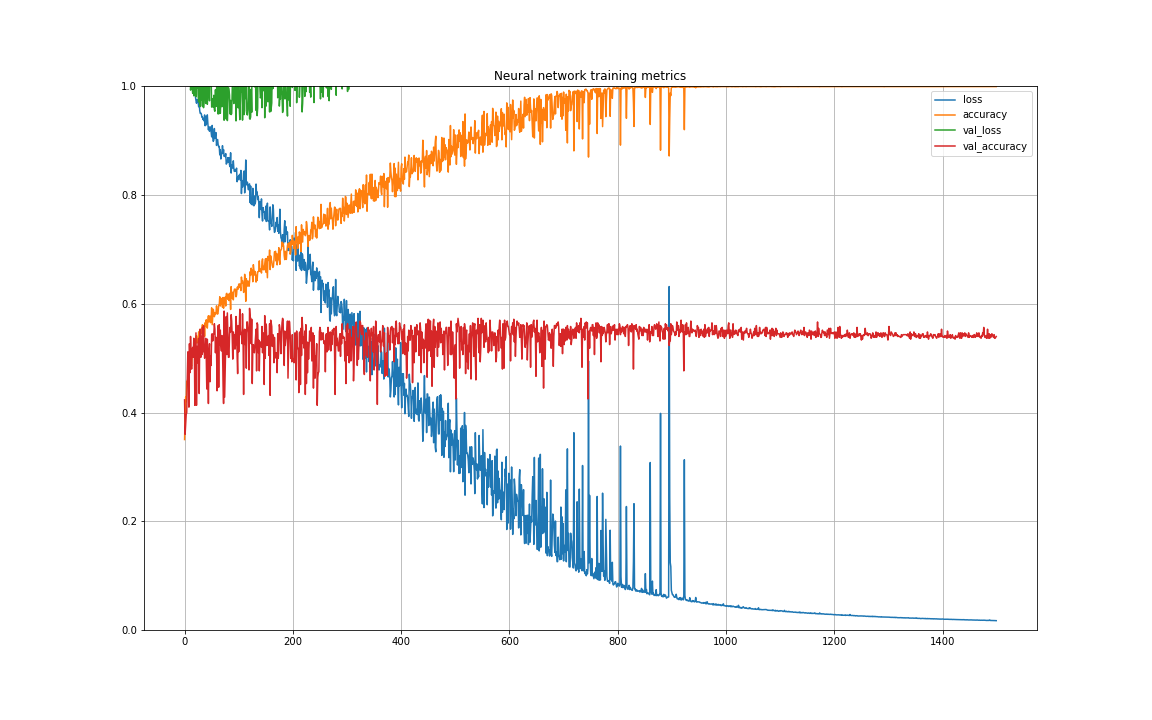 Neural network training metrics
1.0
loss
accuracy
val_loss
val_accuracy
0.8
0.6
0.4
0.2
0.0
0 200 400 600 800 1000 1200 1400